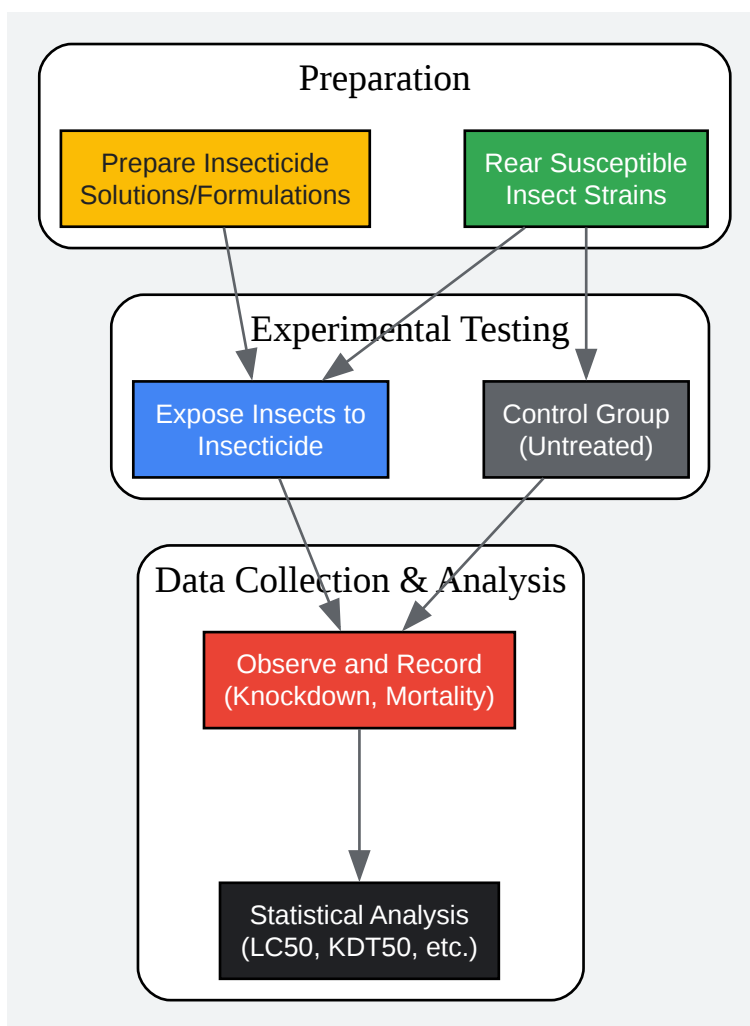 Preparation
Prepare Insecticide
Solutions/Formulations
Rear Susceptible
Insect Strains
Experimental Testing
Expose Insects to
Insecticide
Control Group
(Untreated)
Data Collection & Analysis
Observe and Record
(Knockdown, Mortality)
Statistical Analysis
(LC50, KDT50, etc.)